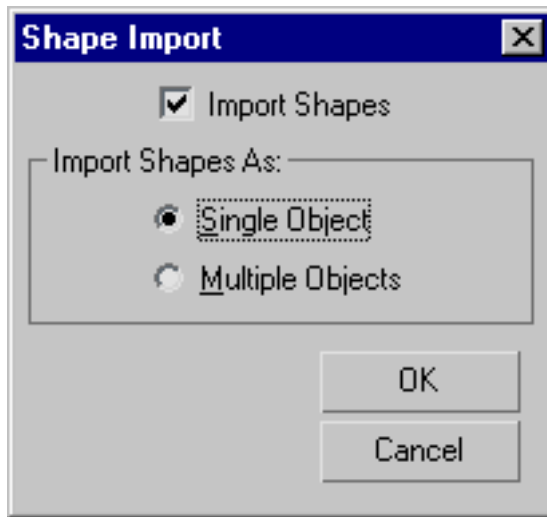 Shape Import
Import Shapes
Import Shapes As:
Single Object
Multiple Objects
OK
Cancel